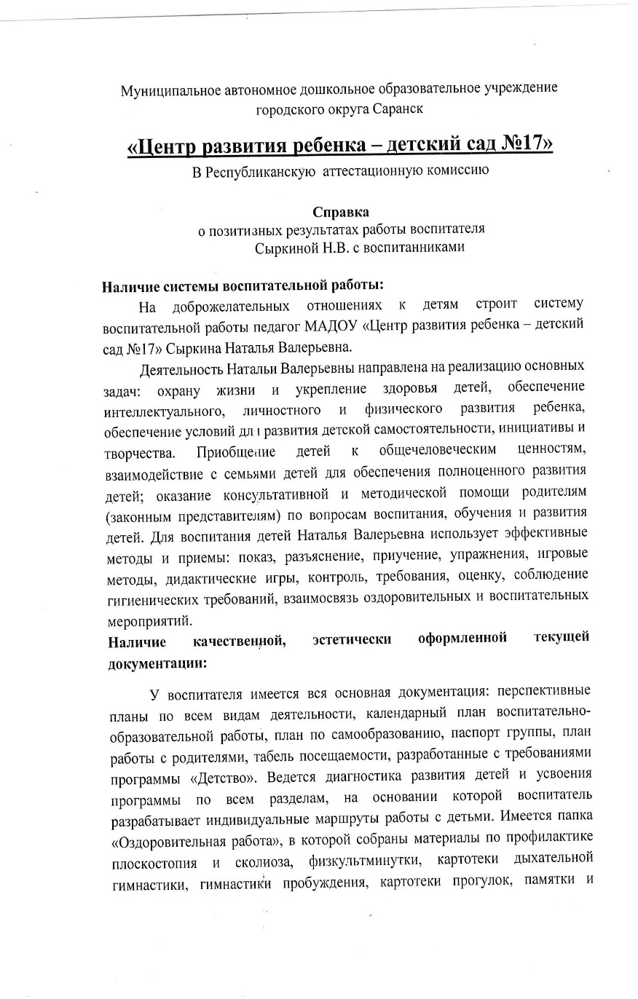 Муниципальное автономное дошкольное образовательное учреждение
городского округа Саранск
«Центр развития ребенка – детский сад №17»
В Республиканскую аттестационную комиссию
Справка
о позитивных результатах работы воспитателя
Сыркиной Н.В. с воспитанниками
Наличие системы воспитательной работы:
На доброжелательных отношениях к детям строит систему
воспитательной работы педагог МАДОУ «Центр развития ребенка – детский
сад №17» Сыркина Наталья Валерьевна.
Деятельность Натальи Валерьевны направлена на реализацию основных
задач: охрану жизни и укрепление здоровья детей, обеспечение
интеллектуального, личностного и физического развития ребенка,
обеспечение условий для развития детской самостоятельности, инициативы и
творчества. Приобщение детей к общечеловеческим ценностям,
взаимодействие с семьями детей для обеспечения полноценного развития
детей; оказание консультативной и методической помощи родителям
(законным представителям) по вопросам воспитания, обучения и развития
детей. Для воспитания детей Наталья Валерьевна использует эффективные
методы и приемы: показ, разъяснение, приучение, упражнения, игровые
методы, дидактические игры, контроль, требования, оценку, соблюдение
гигиенических требований, взаимосвязь оздоровительных и воспитательных
мероприятий.
Наличие качественной, эстетически оформленной текущей
документации:
У воспитателя имеется вся основная документация: перспективные
планы по всем видам деятельности, календарный план воспитательно-
образовательной работы, план по самообразованию, паспорт группы, план
работы с родителями, табель посещаемости, разработанные с требованиями
программы «Детство». Ведется диагностика развития детей и усвоения
программы по всем разделам, на основании которой воспитатель
разрабатывает индивидуальные маршруты работы с детьми. Имеется папка
«Оздоровительная работа», в которой собраны материалы по профилактике
плоскостопия и сколиоза, физкультминутки, картотеки дыхательной
гимнастики, гимнастики пробуждения, картотеки прогулок, памятки и